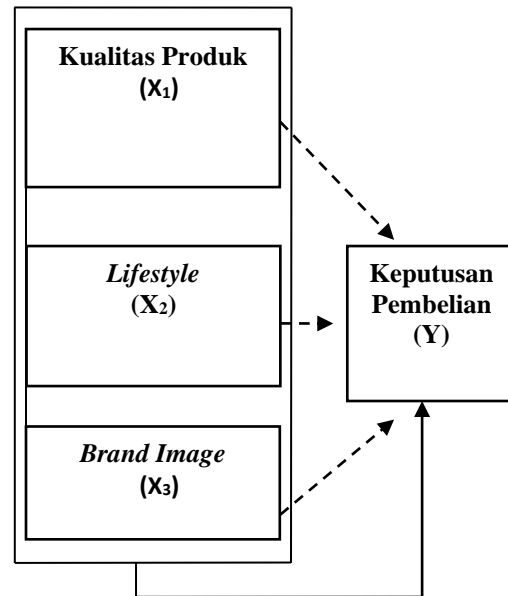 Kualitas Produk
(X₁)
Lifestyle
(X₂)
Keputusan
Pembelian
(Y)
Brand Image
(X₃)